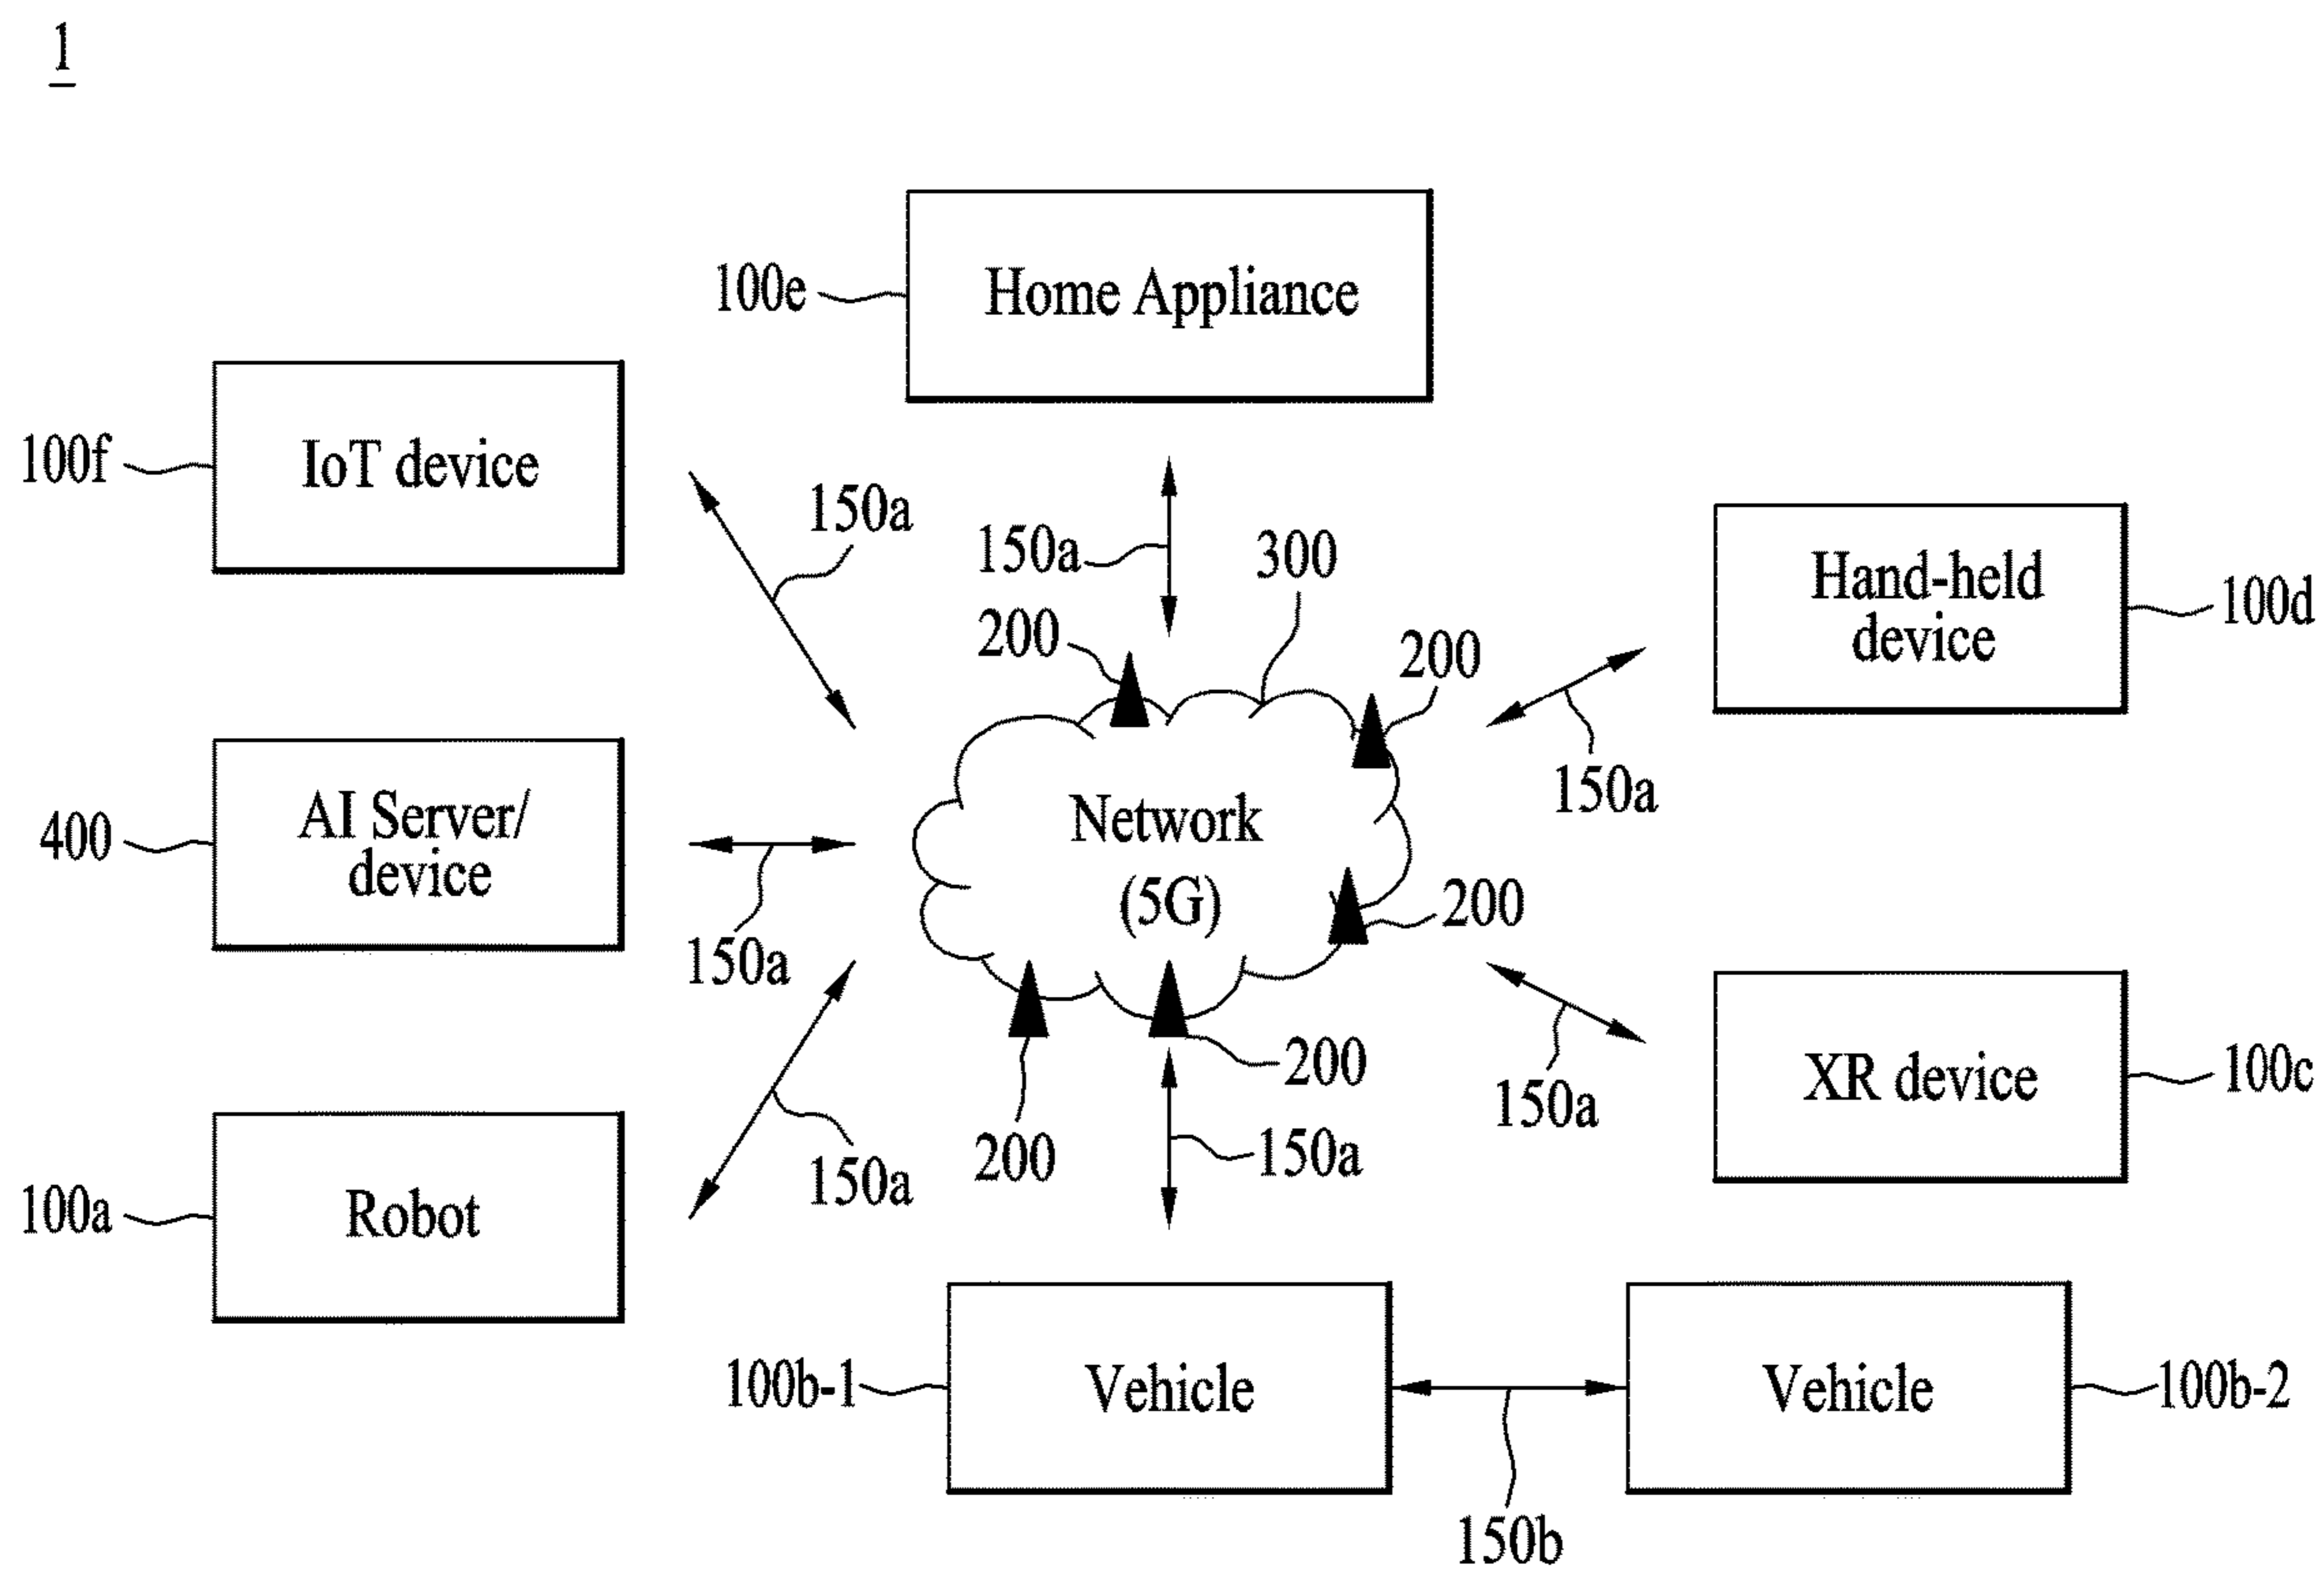 1
100e
Home Appliance
100f
IoT device
150a
150a
300
Hand-held
device
100d
200
200
150a
400
AI Server/
device
150a
Network
(5G)
200
100a
Robot
150a
200
200
150a
150a
XR device
100c
100b-1
Vehicle
150b
Vehicle
100b-2